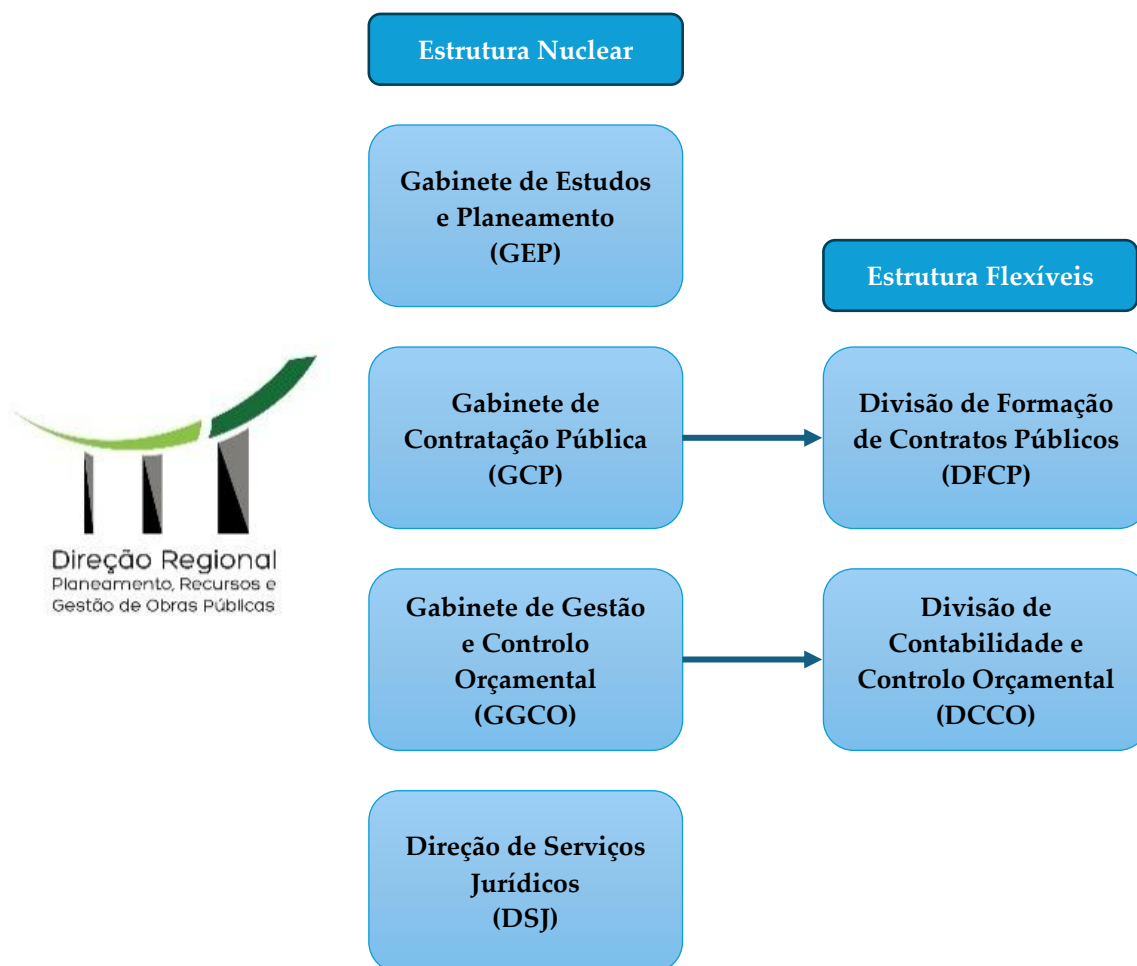 Estrutura Nuclear
Gabinete de Estudos
e Planeamento
(GEP)
Estrutura Flexíveis
Direção Regional
Planeamento, Recursos e
Gestão de Obras Públicas
Gabinete de
Contratação Pública
(GCP)
Divisão de Formação
de Contratos Públicos
(DFCP)
Gabinete de Gestão
e Controlo
Orçamental
(GGCO)
Divisão de
Contabilidade e
Controlo Orçamental
(DCCO)
Direção de Serviços
Jurídicos
(DSJ)